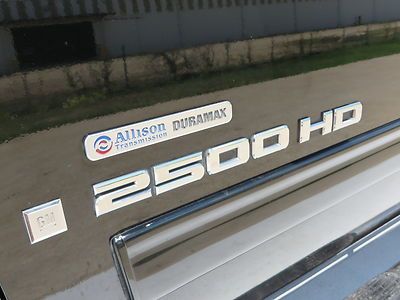 Allison DURAMAX
Transmission
2500 HD
GM